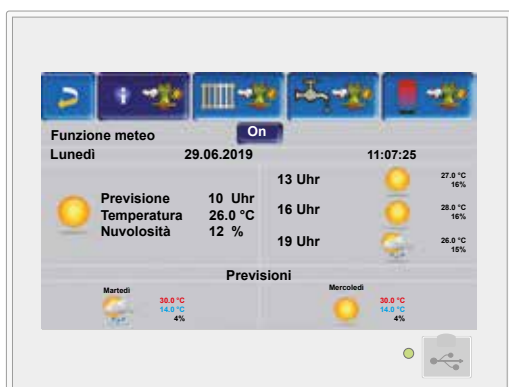 Funzione meteo
On
Lunedì 29.06.2019 11:07:25
Previsione 10 Uhr
Temperatura 26.0 °C
Nuvolosità 12 %
13 Uhr 27.0 °C
16%
16 Uhr 28.0 °C
16%
19 Uhr 26.0 °C
15%
Previsioni
Martedì
30.0 °C
14.0 °C
4%
Mercoledì
30.0 °C
14.0 °C
4%